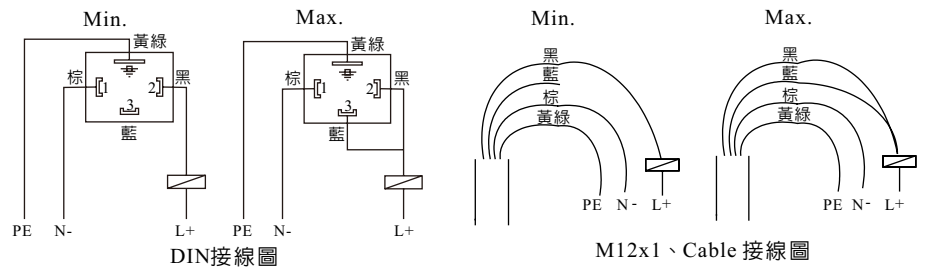 Min.
黃綠
棕
1
2
黑
3
藍
PE
N-
L+
Max.
黃綠
棕
1
2
黑
3
藍
PE
N-
L+
DIN接線圖
Min.
黑
藍
棕
黃綠
PE
N-
L+
Max.
黑
藍
棕
黃綠
PE
N-
L+
M12x1、Cable 接線圖